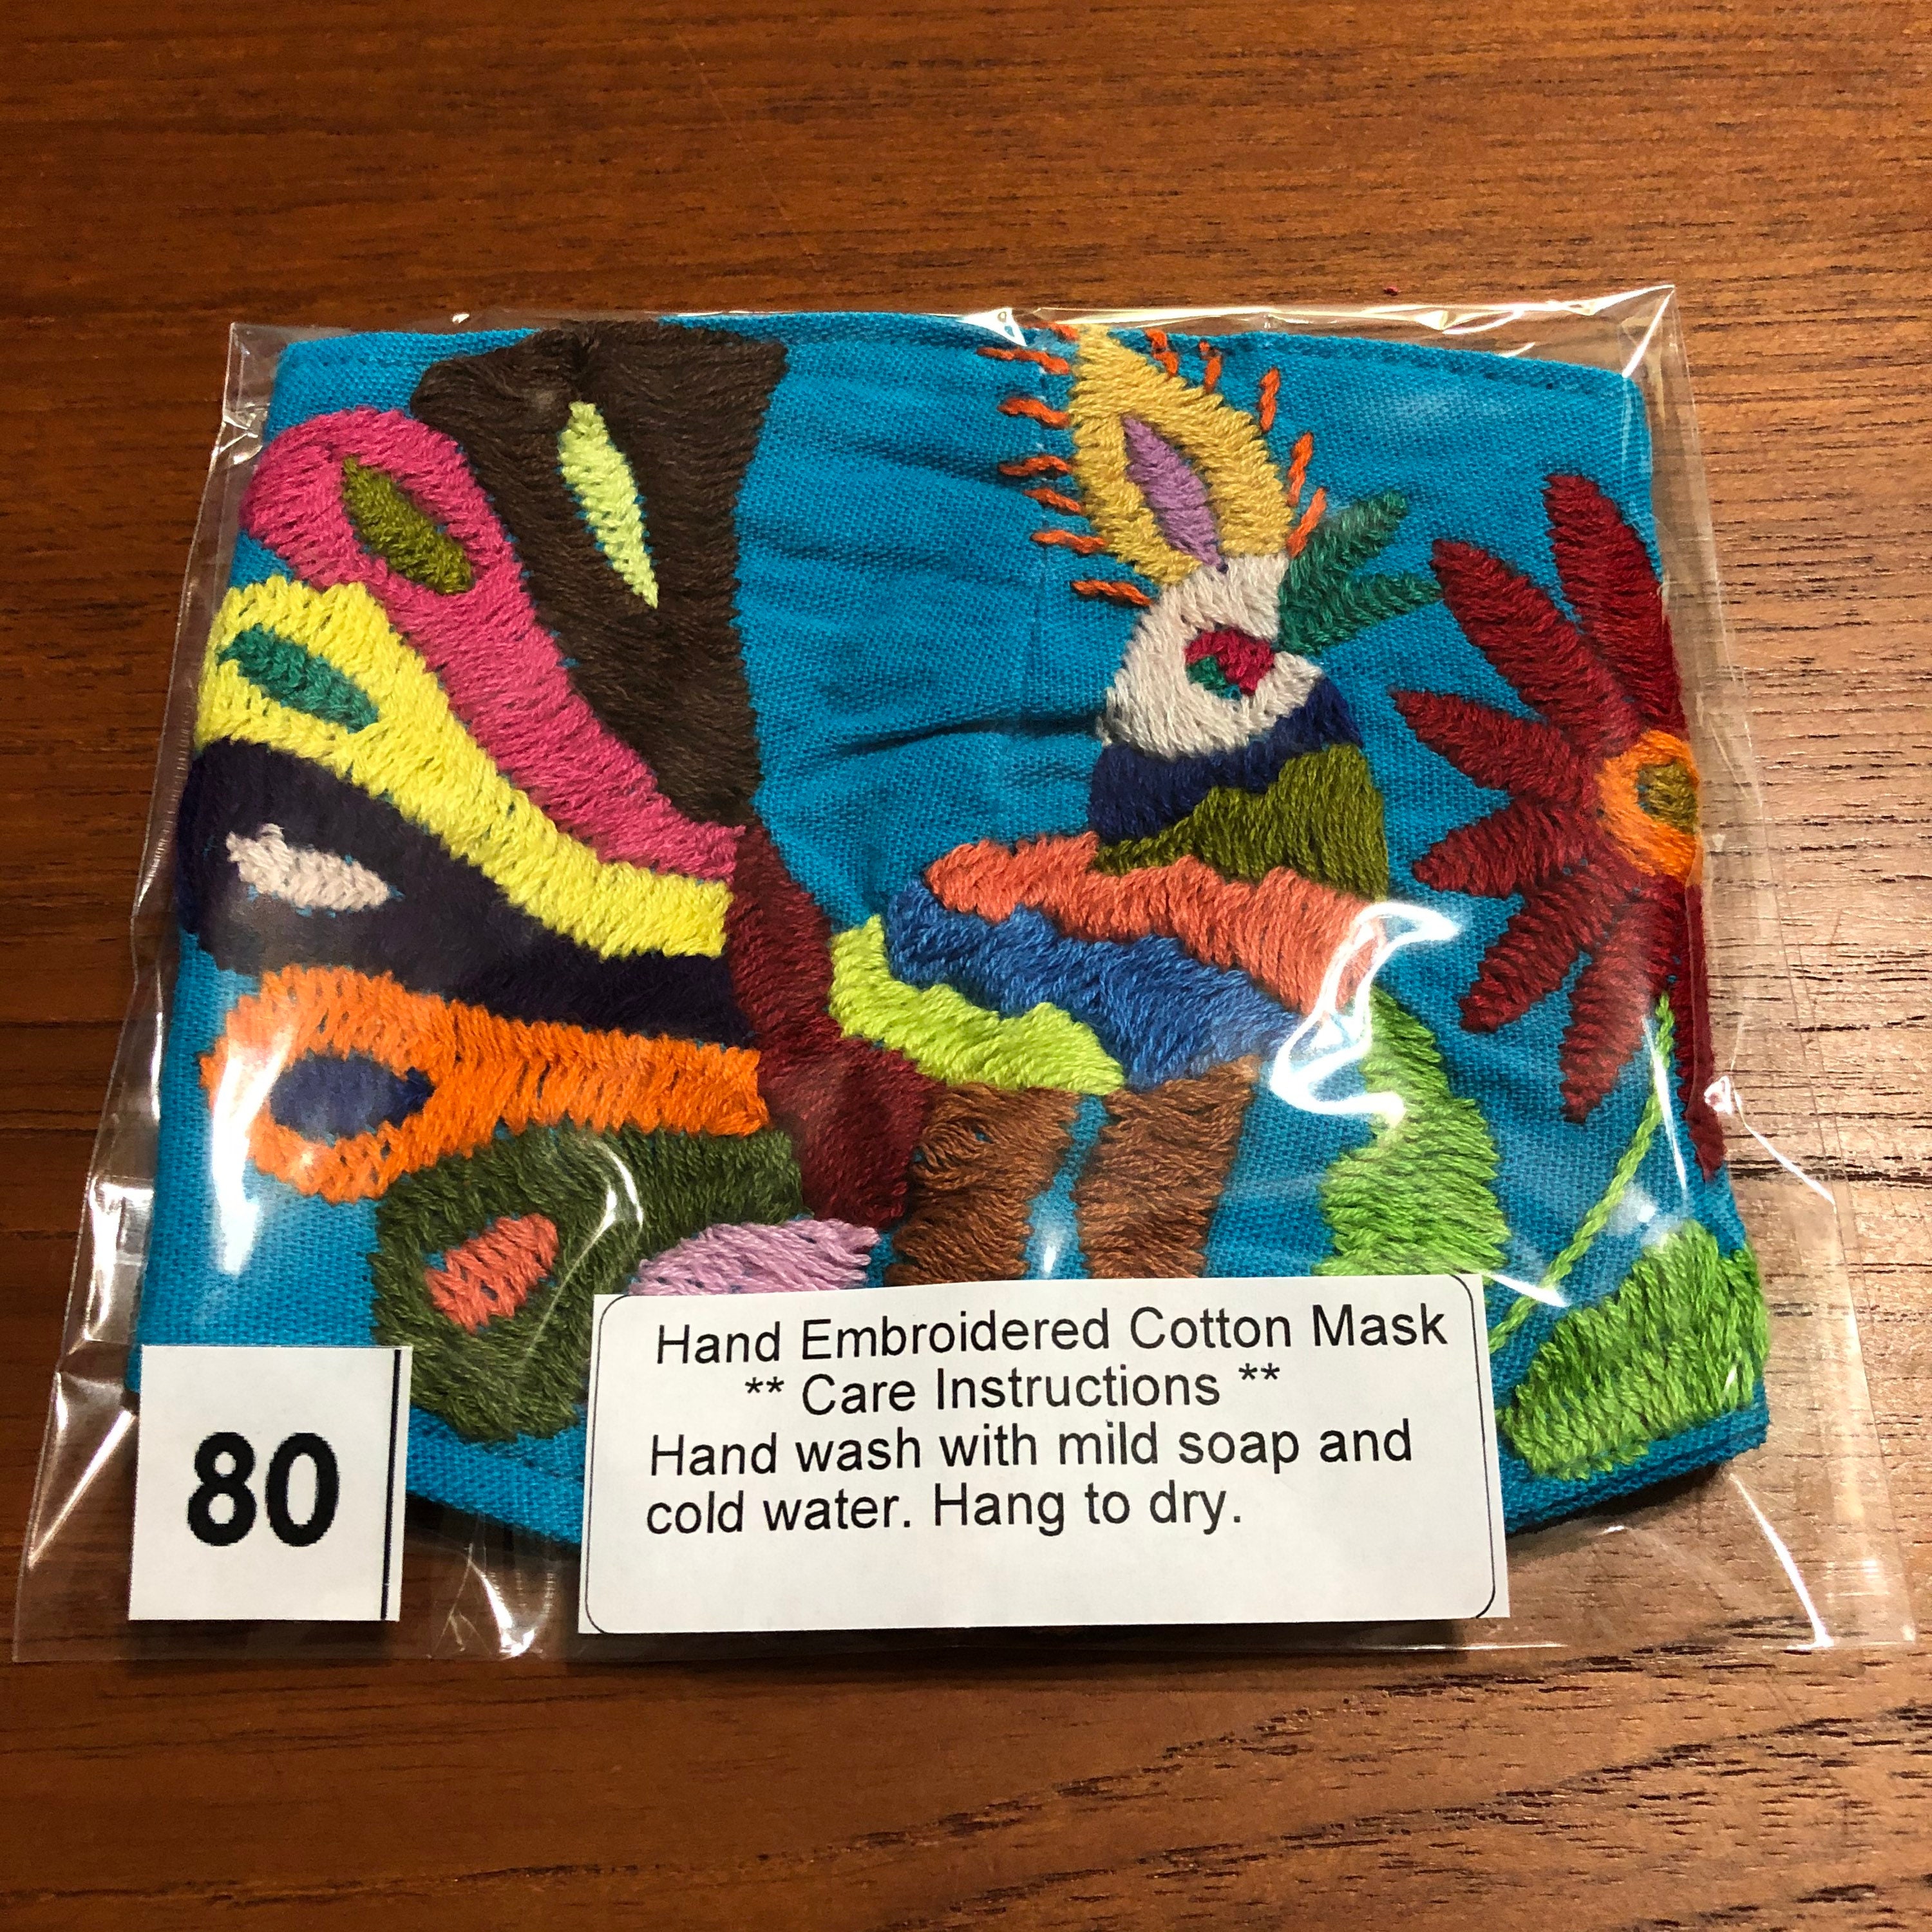 Hand Embroidered Cotton Mask
** Care Instructions **
Hand wash with mild soap and
cold water. Hang to dry.
80